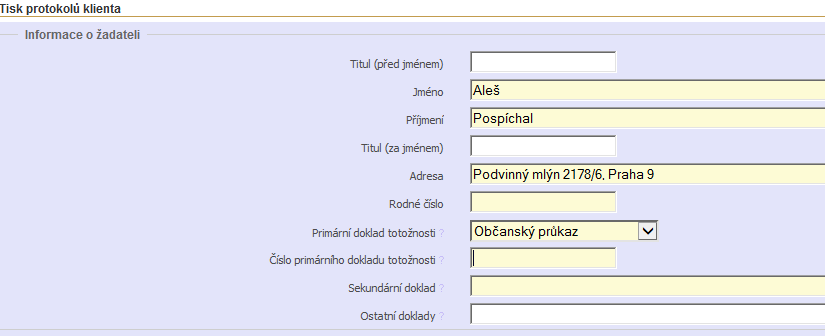 Tisk protokolů klienta
Informace o žadateli
Titul (před jménem)
Jméno Aleš
Příjmení Pospíchal
Titul (za jménem)
Adresa Podvinný mlýn 2178/6, Praha 9
Rodné číslo
Primární doklad totožnosti ? Občanský průkaz
Číslo primárního dokladu totožnosti ?
Sekundární doklad ?
Ostatní doklady ?